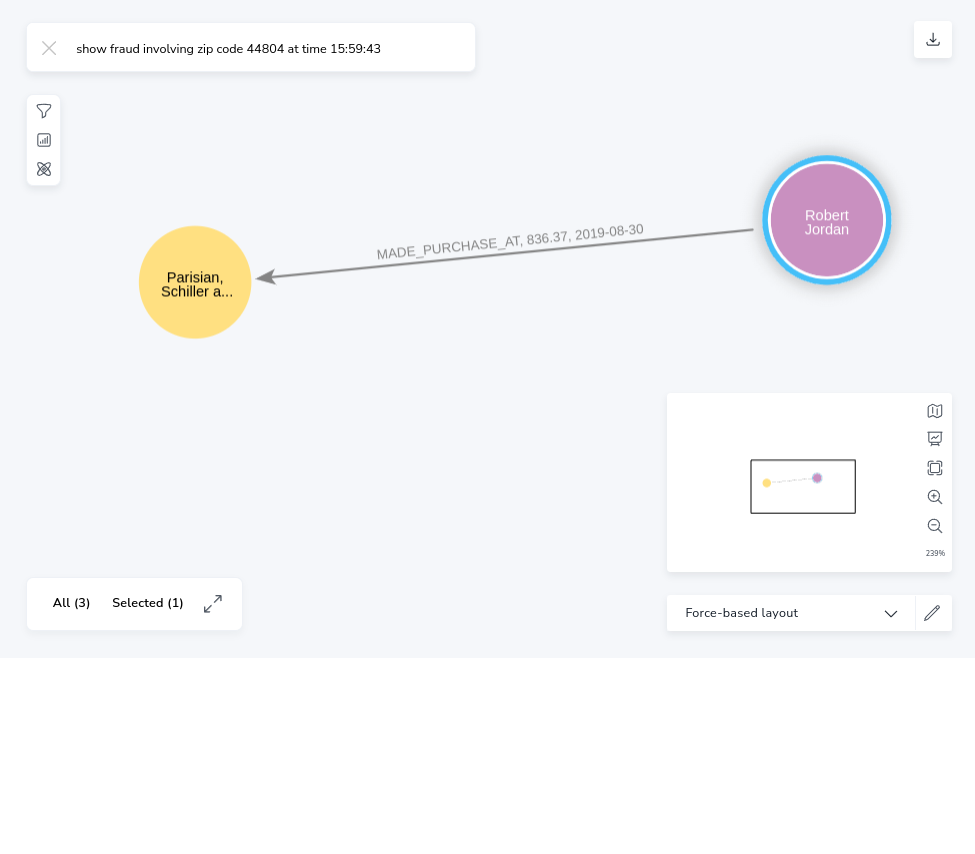 show fraud involving zip code 44804 at time 15:59:43
Robert
Jordan
MADE_PURCHASE_AT, 836.37, 2019-08-30
Parisian,
Schiller a...
239%
All (3)
Selected (1)
Force-based layout